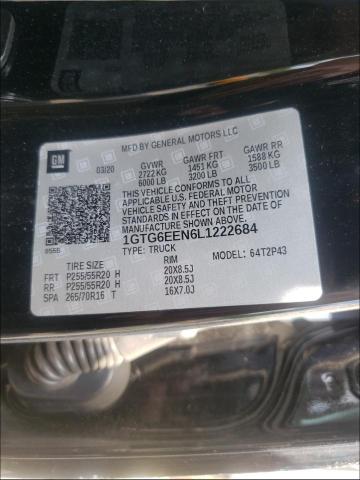 MFD BY GENERAL MOTORS LLC
GM
03/20 GVWR GAWR FRT GAWR RR
2722 KG 1451 KG 1588 KG
6000 LB 3200 LB 3500 LB
THIS VEHICLE CONFORMS TO ALL
APPLICABLE U.S. FEDERAL MOTOR
VEHICLE SAFETY AND THEFT PREVENTION
STANDARDS IN EFFECT ON THE DATE OF
MANUFACTURE SHOWN ABOVE.
1GTG6EEN6L1222684
TYPE: TRUCK MODEL: 64T2P43
TIRE SIZE RIM
FRT P255/55R20 H 20X8.5J
RR P255/55R20 H 20X8.5J
SPA 265/70R16 T 16X7.0J